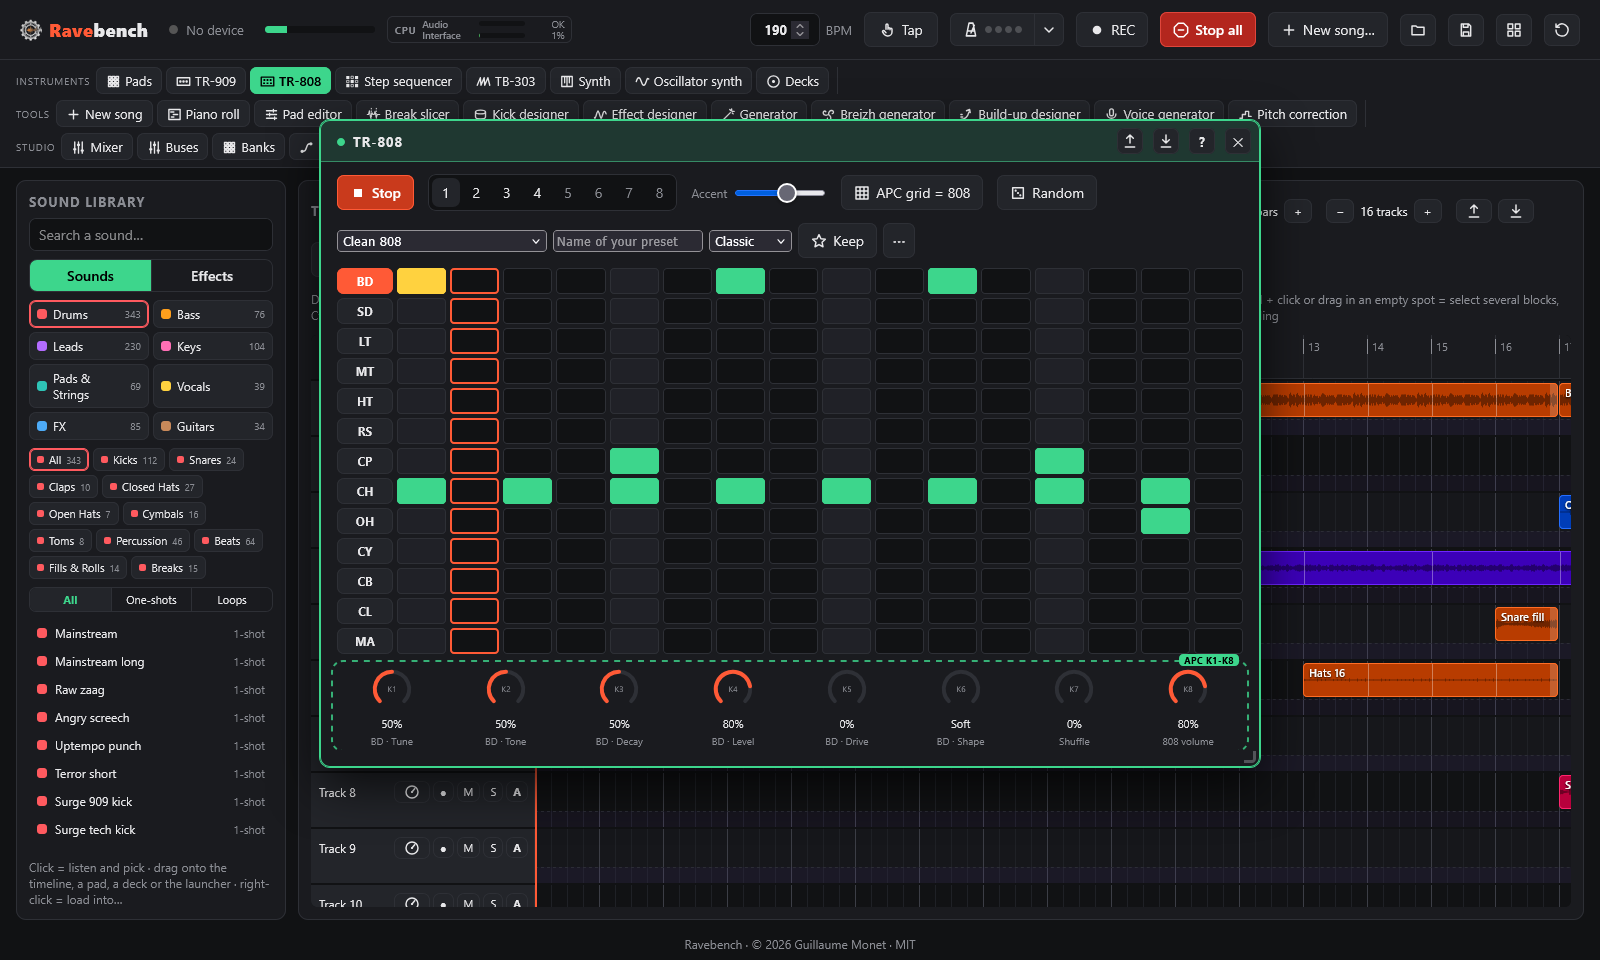 Ravebench
No device
CPU
Audio
Interface
OK
1%
190
BPM
Tap
REC
Stop all
New song...
INSTRUMENTS
Pads
TR-909
TR-808
Step sequencer
TB-303
Synth
Oscillator synth
Decks
TOOLS
New song
Piano roll
Pad editor
Break slicer
Kick designer
Effect designer
Generator
Breizh generator
Build-up designer
Voice generator
Pitch correction
STUDIO
Mixer
Buses
Banks
TR-808
?
Stop
1 2 3 4 5 6 7 8
Accent
APC grid = 808
Random
Clean 808
Name of your preset
Classic
Keep
...
BD
SD
LT
MT
HT
RS
CP
CH
OH
CY
CB
CL
MA
APC K1-K8
K1 K2 K3 K4 K5 K6 K7 K8
50% 50% 50% 80% 0% Soft 0% 80%
BD · Tune BD · Tone BD · Decay BD · Level BD · Drive BD · Shape Shuffle 808 volume
SOUND LIBRARY
Search a sound...
Sounds
Effects
Drums 343
Bass 76
Leads 230
Keys 104
Pads &
Strings 69
Vocals 39
FX 85
Guitars 34
All 343
Kicks 112
Snares 24
Claps 10
Closed Hats 27
Open Hats 7
Cymbals 16
Toms 8
Percussion 46
Beats 64
Fills & Rolls 14
Breaks 15
All
One-shots
Loops
Mainstream 1-shot
Mainstream long 1-shot
Raw zaag 1-shot
Angry screech 1-shot
Uptempo punch 1-shot
Terror short 1-shot
Surge 909 kick 1-shot
Surge tech kick 1-shot
Click = listen and pick · drag onto the
timeline, a pad, a deck or the launcher · right-
click = load into...
+
−
16 tracks
+
+ click or drag in an empty spot = select several blocks,
13 14 15 16
Snare fill
Hats 16
Track 8 M S A
Track 9 M S A
Track 10 M S A
Ravebench · © 2026 Guillaume Monet · MIT